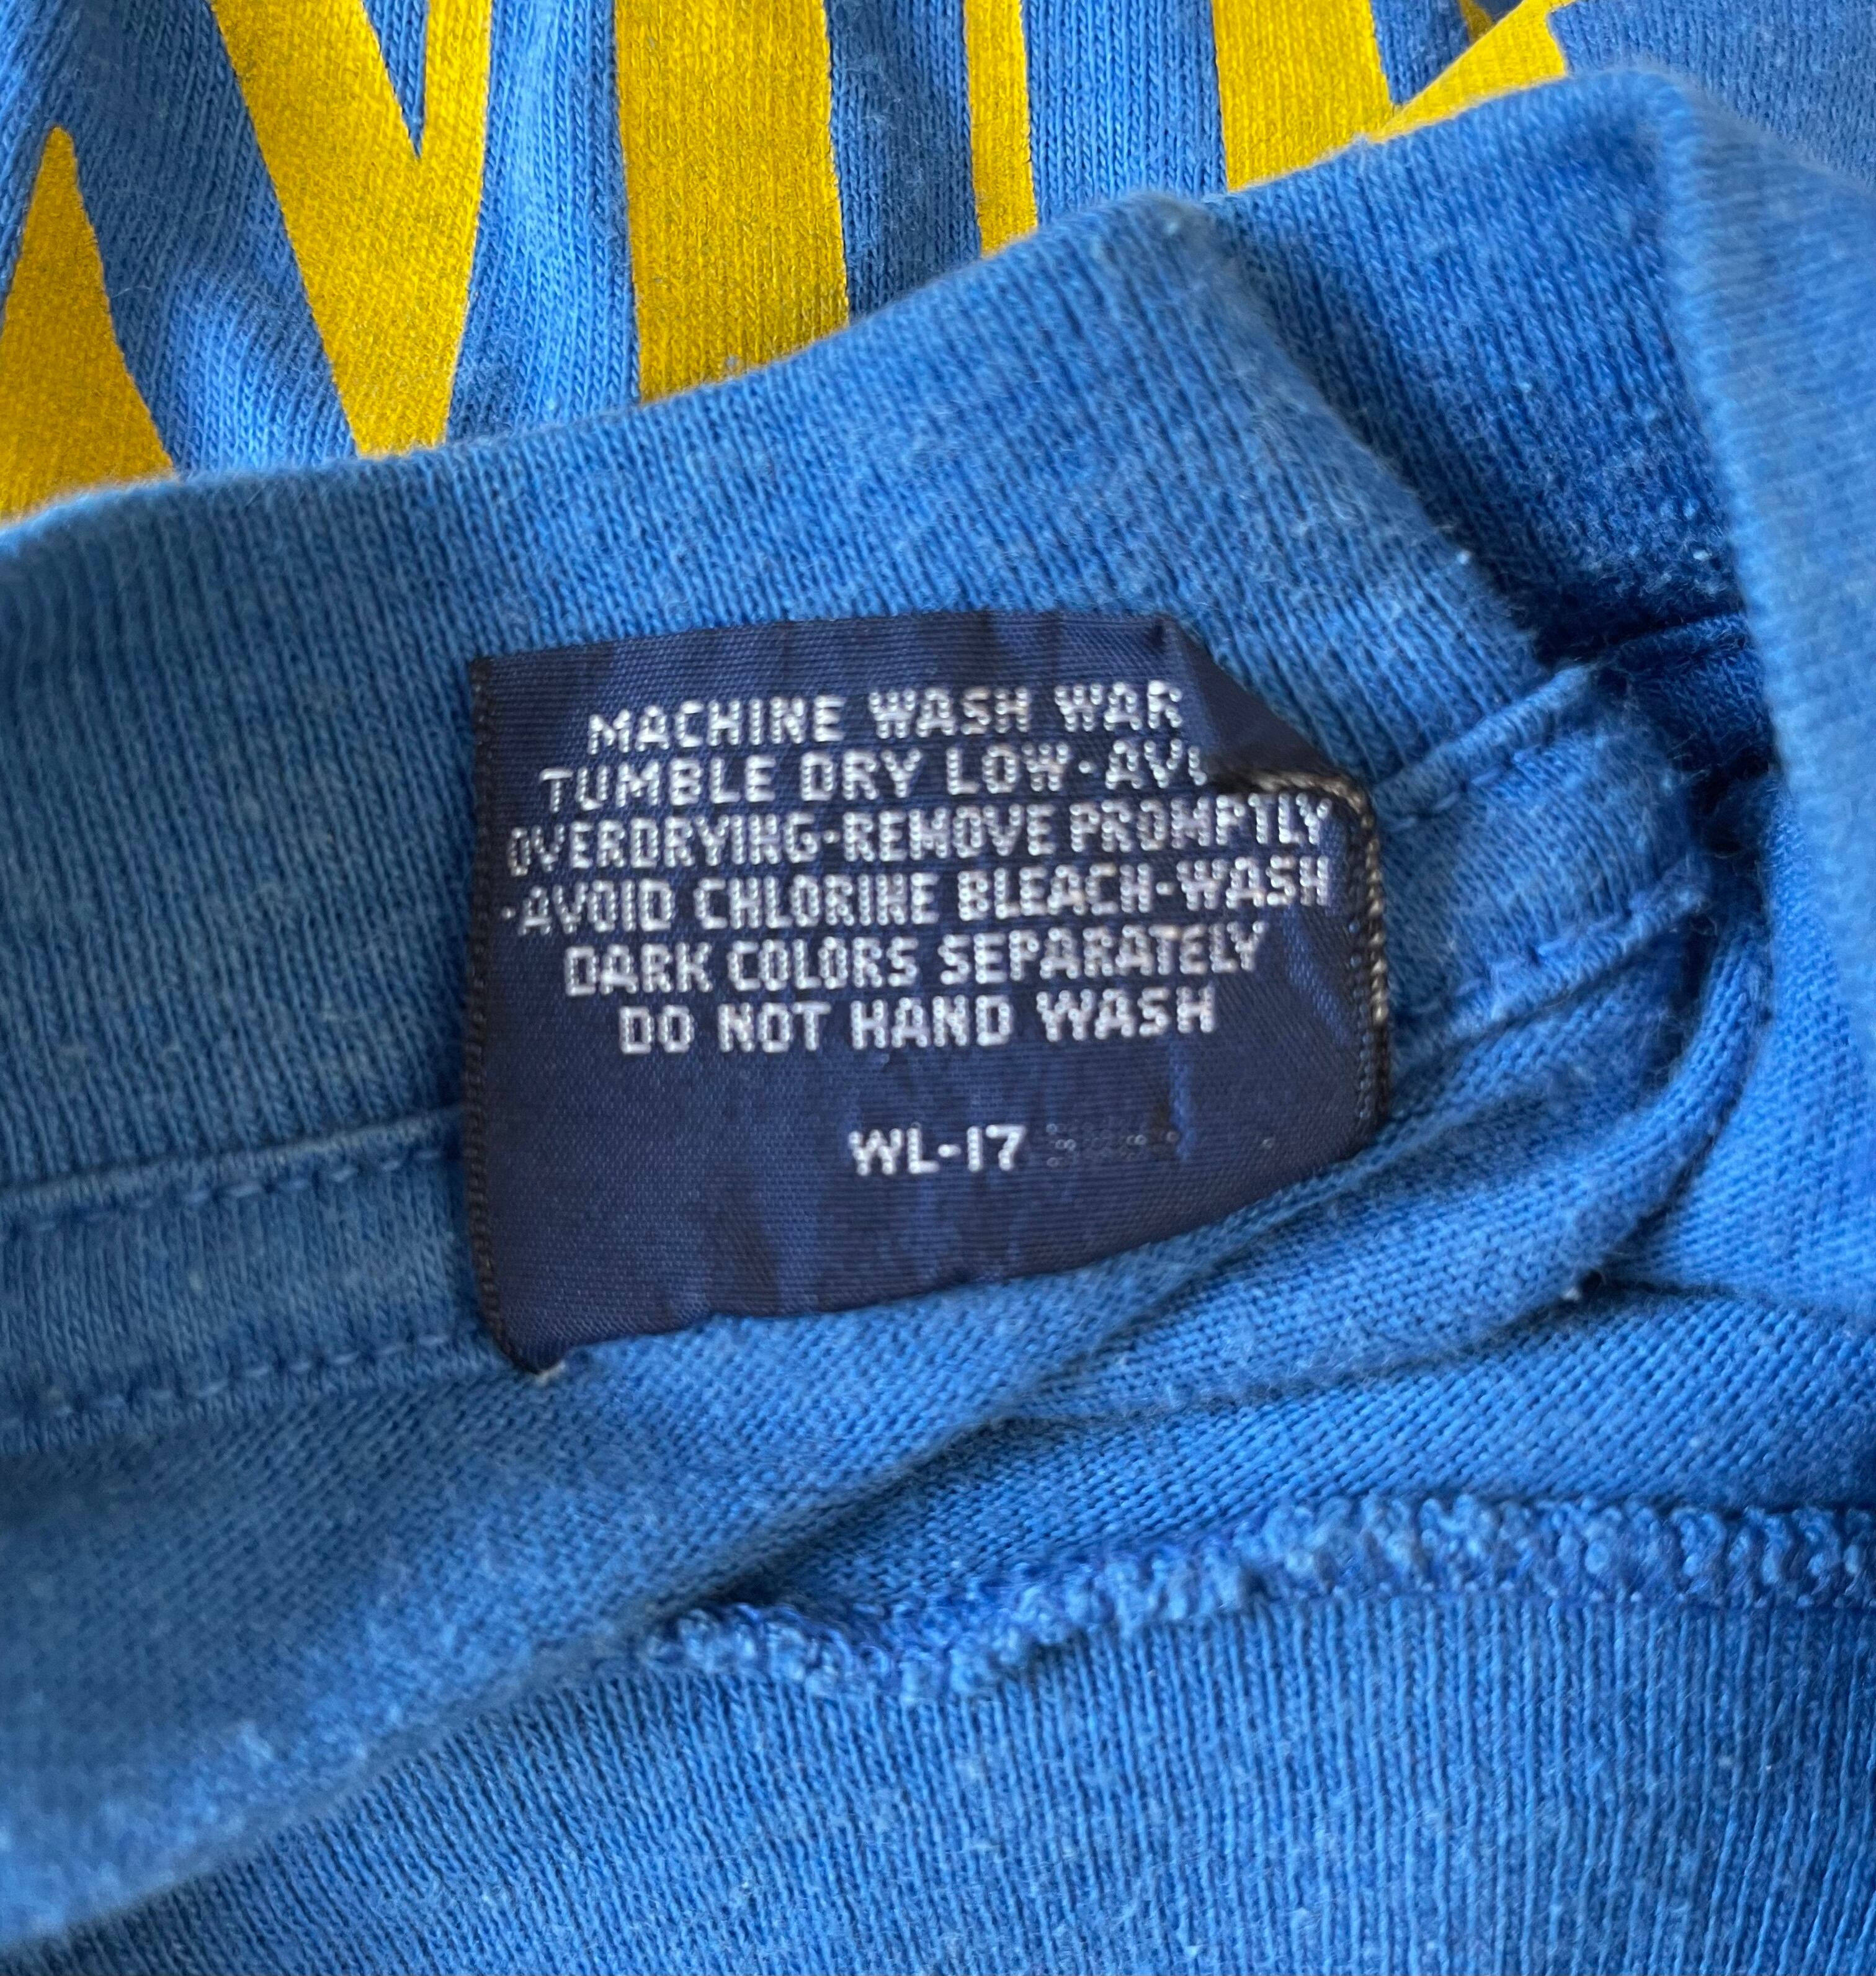 MACHINE WASH WAR
TUMBLE DRY LOW-AV
OVERDRYING-REMOVE PROMPTLY
-AVOID CHLORINE BLEACH-WASH
DARK COLORS SEPARATELY
DO NOT HAND WASH
WL-17